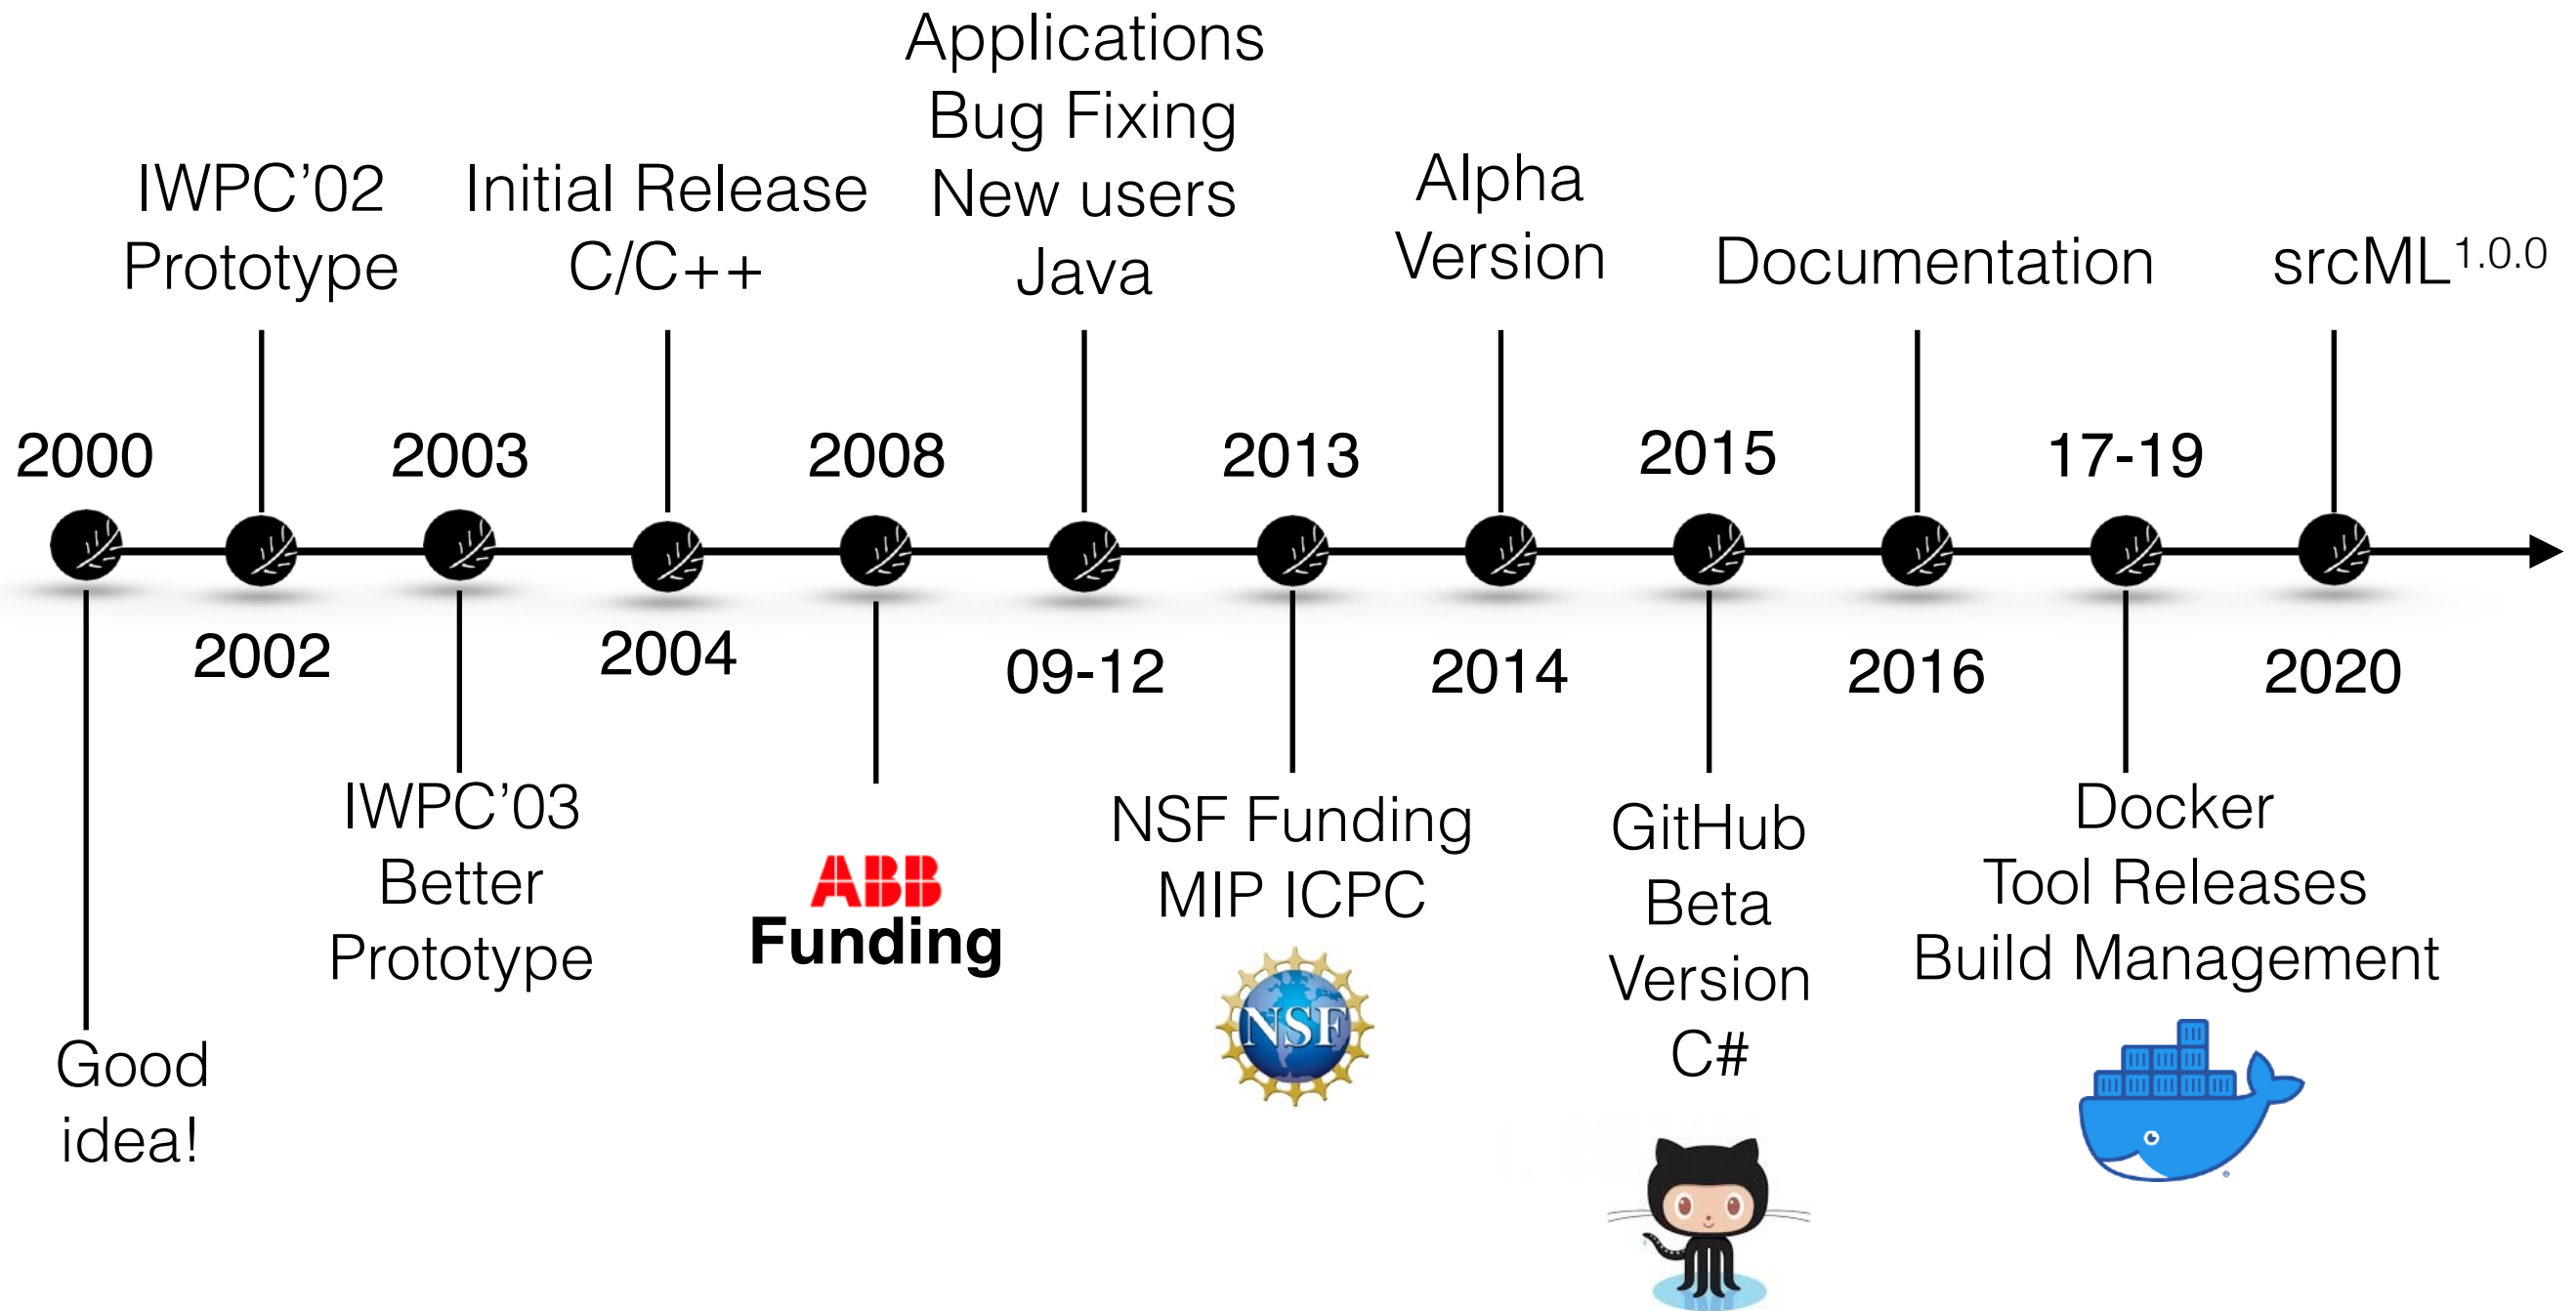 Applications
Bug Fixing
New users
Java
IWPC’02
Prototype
Initial Release
C/C++
Alpha
Version
Documentation
srcML1.0.0
2000
2003
2008
2013
2015
17-19
2002
2004
09-12
2014
2016
2020
Good
idea!
IWPC’03
Better
Prototype
ABB
Funding
NSF Funding
MIP ICPC
NSF
GitHub
Beta
Version
C#
Docker
Tool Releases
Build Management